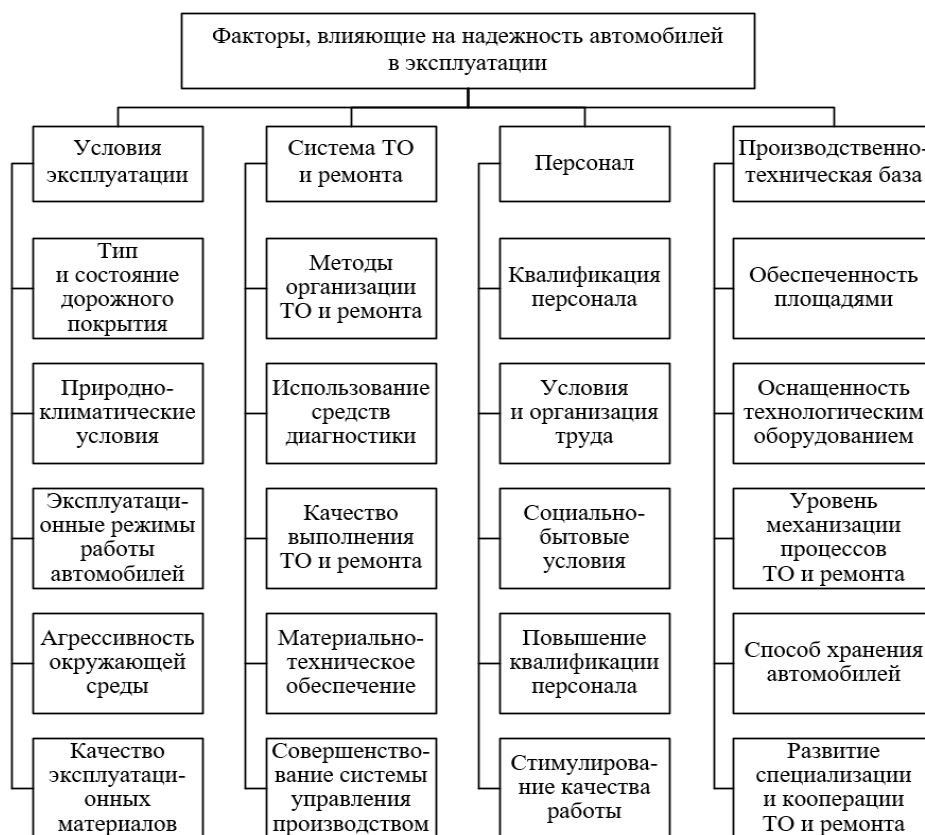 Факторы, влияющие на надежность автомобилей
в эксплуатации
Условия
эксплуатации
Система ТО
и ремонта
Персонал
Производственно-
техническая база
Тип
и состояние
дорожного
покрытия
Методы
организации
ТО и ремонта
Квалификация
персонала
Обеспеченность
площадями
Природно-
климатические
условия
Использование
средств
диагностики
Условия
и организация
труда
Оснащенность
технологическим
оборудованием
Эксплуатаци-
онные режимы
работы
автомобилей
Качество
выполнения
ТО и ремонта
Социально-
бытовые
условия
Уровень
механизации
процессов
ТО и ремонта
Агрессивность
окружающей
среды
Материально-
техническое
обеспечение
Повышение
квалификации
персонала
Способ хранения
автомобилей
Качество
эксплуатаци-
онных
материалов
Совершенство-
вание системы
управления
производством
Стимулирова-
ние качества
работы
Развитие
специализации
и кооперации
ТО и ремонта